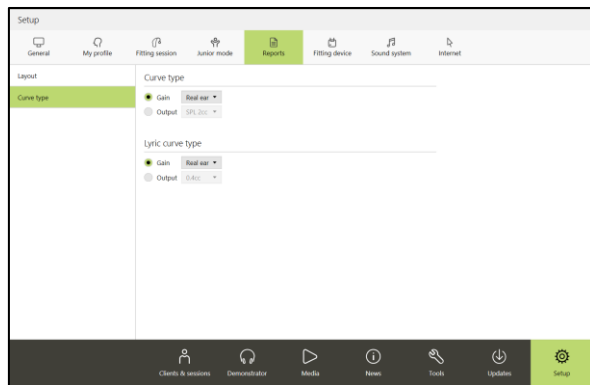 Setup
General
My profile
Fitting session
Junior mode
Reports
Fitting device
Sound system
Internet
Layout
Curve type
Curve type
Gain Real ear
Output SPL 2cc
Lyric curve type
Gain Real ear
Output 0.4cc
Clients & sessions
Demonstrator
Media
News
Tools
Updates
Setup